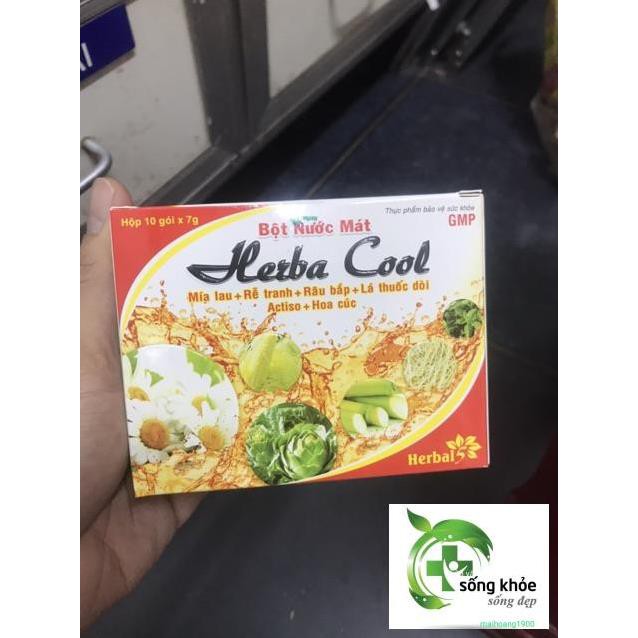 Hộp 10 gói x 7g
Thực phẩm bảo vệ sức khỏe
GMP
Bột Nước Mát
Herba Cool
Mía lau + Rễ tranh + Râu bắp + Lá thuốc dòi
Actiso + Hoa cúc
Herbal
sống khỏe
sống đẹp
maihoang1900